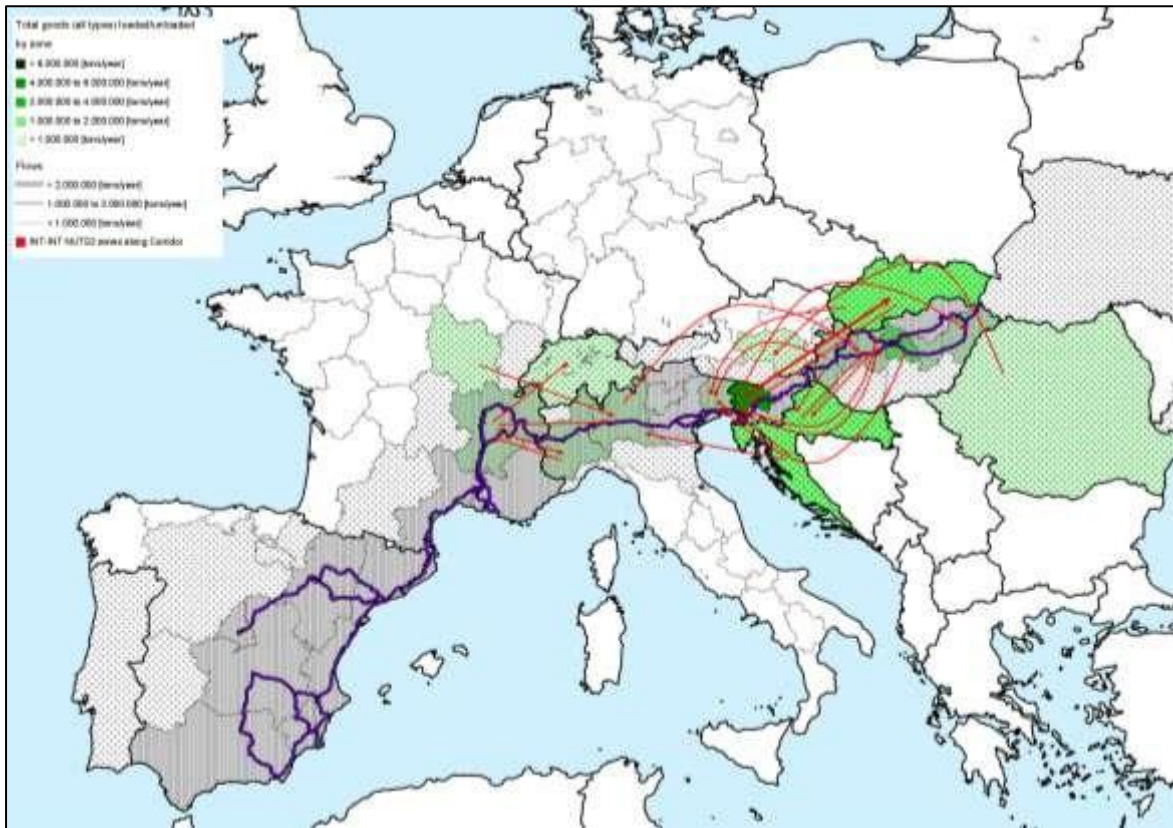 Total goods (all types) loaded/unloaded
by zone
> 6.000.000 [tons/year]
4.000.000 to 6.000.000 [tons/year]
2.000.000 to 4.000.000 [tons/year]
1.000.000 to 2.000.000 [tons/year]
< 1.000.000 [tons/year]
Flows
> 2.000.000 [tons/year]
1.000.000 to 2.000.000 [tons/year]
< 1.000.000 [tons/year]
INT-INT NUTS2 zones along Corridor